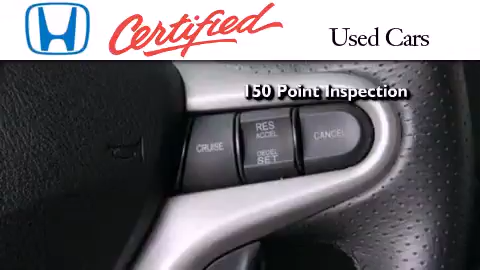 Certified
Used Cars
150 Point Inspection
RES
ACCEL
CRUISE
CANCEL
DECEL
SET